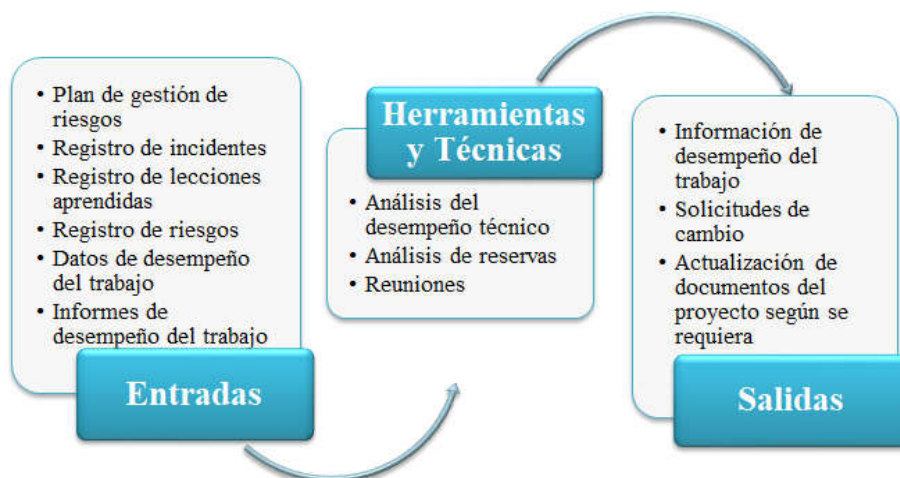 • Plan de gestión de
riesgos
• Registro de incidentes
• Registro de lecciones
aprendidas
• Registro de riesgos
• Datos de desempeño
del trabajo
• Informes de
desempeño del trabajo
Entradas
Herramientas
y Técnicas
• Análisis del
desempeño técnico
• Análisis de reservas
• Reuniones
• Información de
desempeño del
trabajo
• Solicitudes de
cambio
• Actualización de
documentos del
proyecto según se
requiera
Salidas